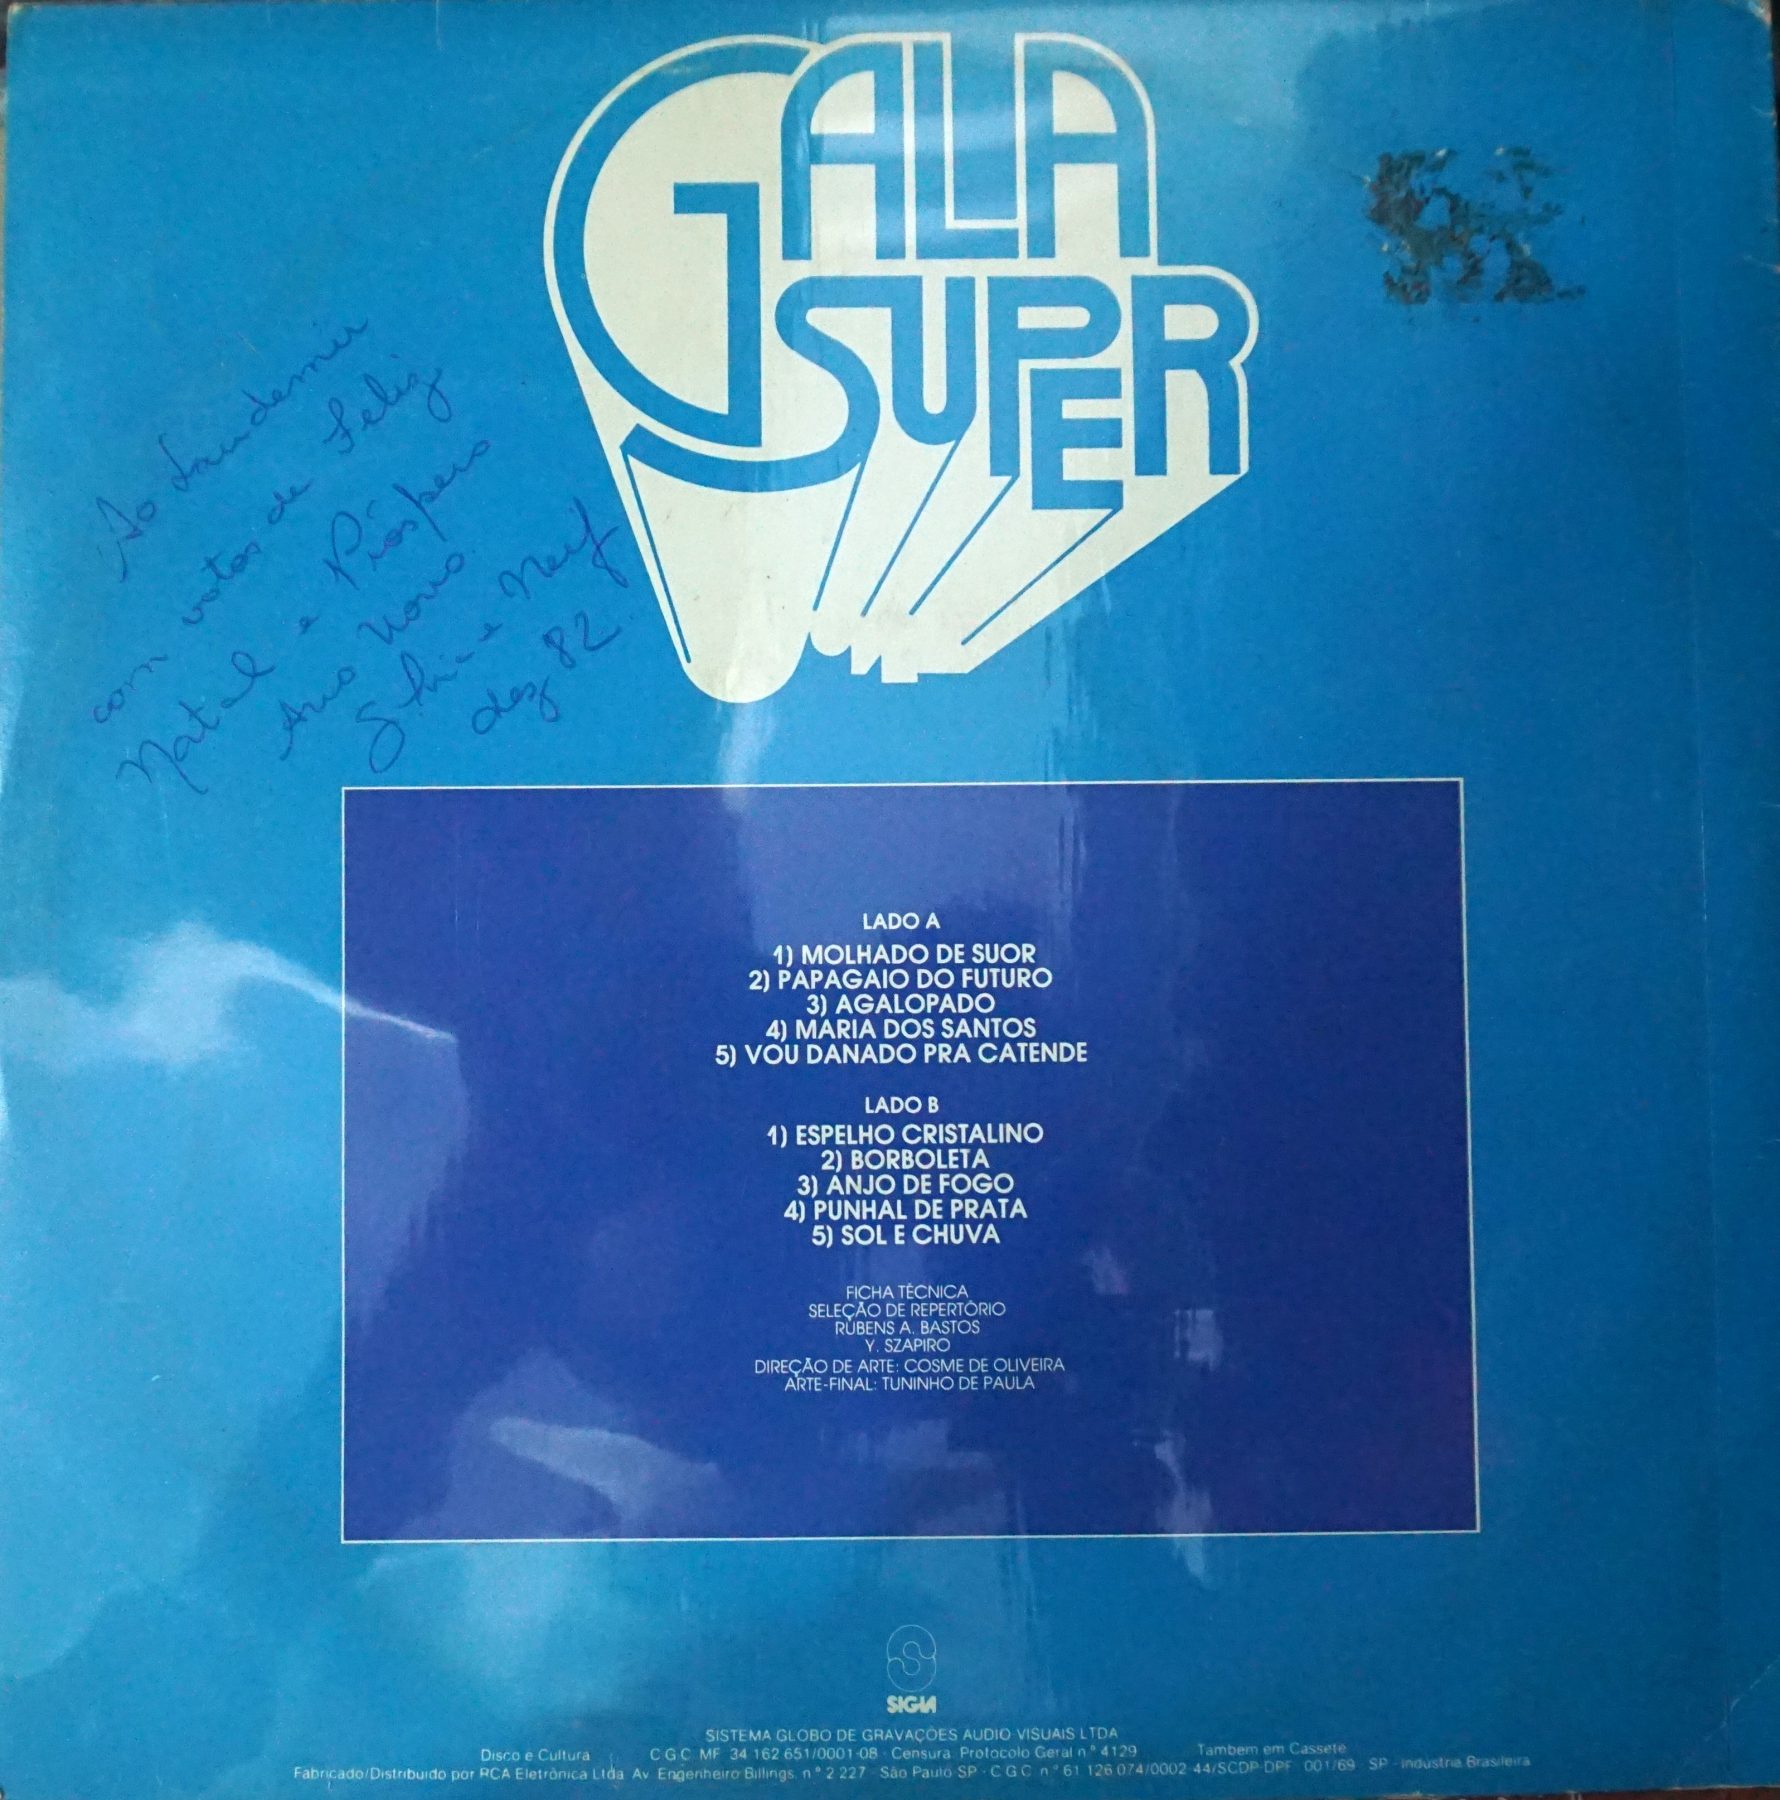 GALA
SUPER
Ao Laudemir
com votos de Feliz
Natal e Próspero
Ano Novo.
e
dez 82
LADO A
1) MOLHADO DE SUOR
2) PAPAGAIO DO FUTURO
3) AGALOPADO
4) MARIA DOS SANTOS
5) VOU DANADO PRA CATENDE
LADO B
1) ESPELHO CRISTALINO
2) BORBOLETA
3) ANJO DE FOGO
4) PUNHAL DE PRATA
5) SOL E CHUVA
FICHA TÉCNICA
SELEÇÃO DE REPERTÓRIO
RUBENS A. BASTOS
Y. SZAPIRO
DIREÇÃO DE ARTE: COSME DE OLIVEIRA
ARTE-FINAL: TUNINHO DE PAULA
SIGLA
SISTEMA GLOBO DE GRAVAÇÕES AUDIO VISUAIS LTDA
Disco e Cultura C G C MF 34 162 651/0001-08 - Censura Protocolo Geral n° 4129 Tambem em Cassete
Fabricado/Distribuido por RCA Eletrônica Ltda Av. Engenheiro Billings, n° 2 227 - São Paulo SP - C G C n° 61 126 074/0002-44/SCDP DPF 001/69 SP - Industria Brasileira